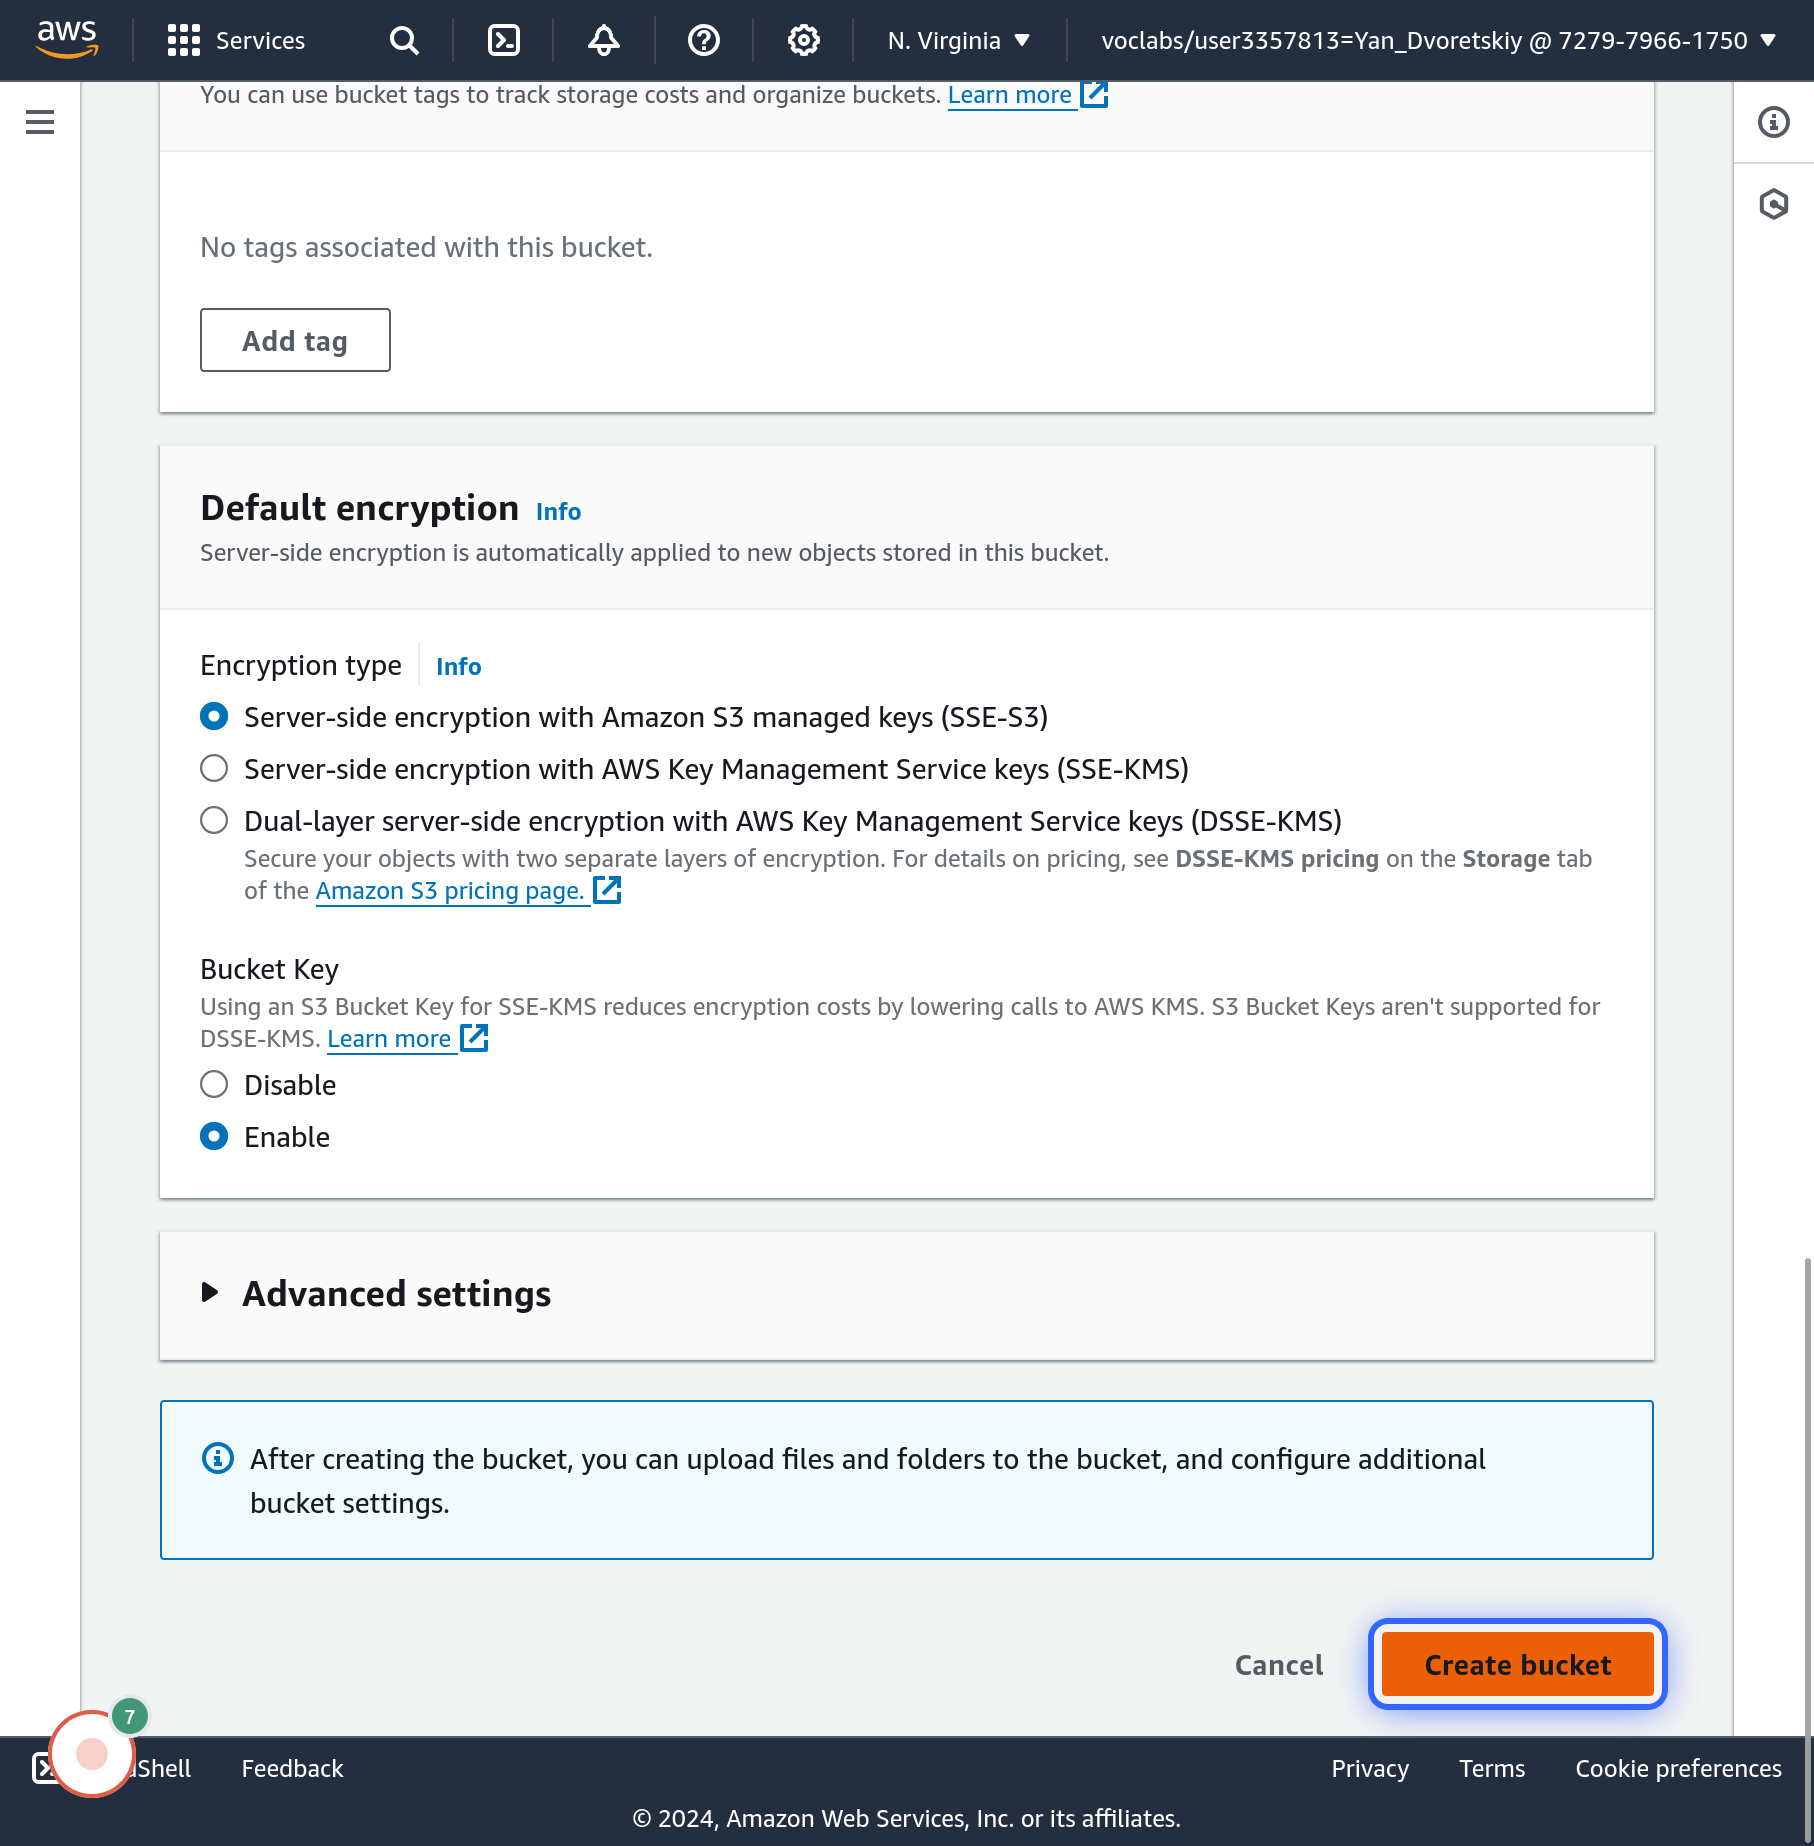 aws Services N. Virginia voclabs/user3357813=Yan_Dvoretskiy @ 7279-7966-1750
You can use bucket tags to track storage costs and organize buckets. Learn more
No tags associated with this bucket.
Add tag
Default encryption Info
Server-side encryption is automatically applied to new objects stored in this bucket.
Encryption type Info
Server-side encryption with Amazon S3 managed keys (SSE-S3)
Server-side encryption with AWS Key Management Service keys (SSE-KMS)
Dual-layer server-side encryption with AWS Key Management Service keys (DSSE-KMS)
Secure your objects with two separate layers of encryption. For details on pricing, see DSSE-KMS pricing on the Storage tab
of the Amazon S3 pricing page.
Bucket Key
Using an S3 Bucket Key for SSE-KMS reduces encryption costs by lowering calls to AWS KMS. S3 Bucket Keys aren't supported for
DSSE-KMS. Learn more
Disable
Enable
Advanced settings
After creating the bucket, you can upload files and folders to the bucket, and configure additional
bucket settings.
Cancel Create bucket
7
Shell Feedback Privacy Terms Cookie preferences
© 2024, Amazon Web Services, Inc. or its affiliates.